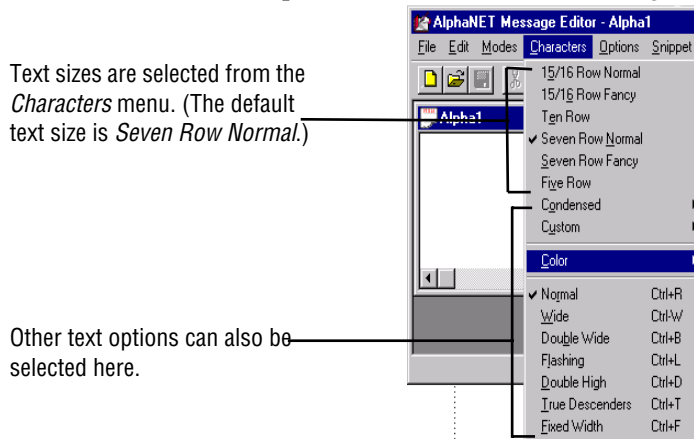 AlphaNET Message Editor - Alpha1
File Edit Modes Characters Options Snippet
Text sizes are selected from the
Characters menu. (The default
text size is Seven Row Normal.)
Alpha1
15/16 Row Normal
15/16 Row Fancy
Ten Row
Seven Row Normal
Seven Row Fancy
Five Row
Condensed
Custom
Color
Normal Ctrl+R
Wide Ctrl-W
Double Wide Ctrl+B
Flashing Ctrl+L
Double High Ctrl+D
True Descenders Ctrl+T
Fixed Width Ctrl+F
Other text options can also be
selected here.